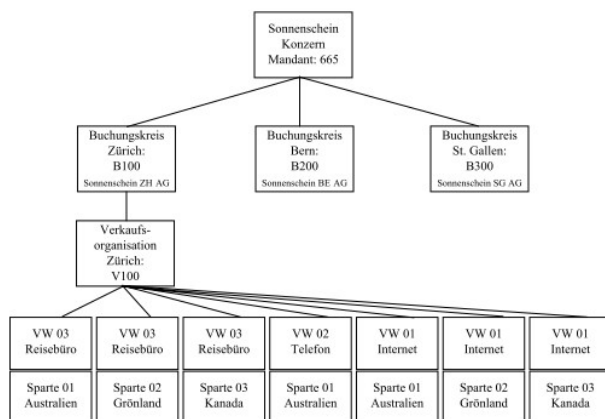 Sonnenschein
Konzern
Mandant: 665
Buchungskreis
Zürich:
B100
Sonnenschein ZH AG
Buchungskreis
Bern:
B200
Sonnenschein BE AG
Buchungskreis
St. Gallen:
B300
Sonnenschein SG AG
Verkaufs-
organisation
Zürich:
V100
VW 03
Reisebüro
VW 03
Reisebüro
VW 03
Reisebüro
VW 02
Telefon
VW 01
Internet
VW 01
Internet
VW 01
Internet
Sparte 01
Australien
Sparte 02
Grönland
Sparte 03
Kanada
Sparte 01
Australien
Sparte 01
Australien
Sparte 02
Grönland
Sparte 03
Kanada